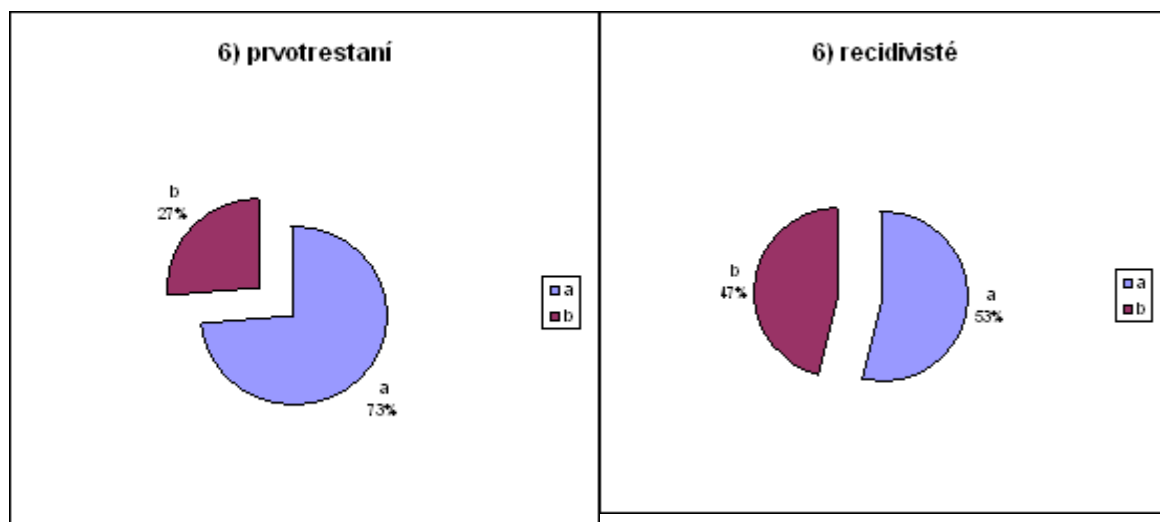 6) prvotrestaní
b
27%
a
73%
a
b
6) recidivisté
b
47%
a
53%
a
b